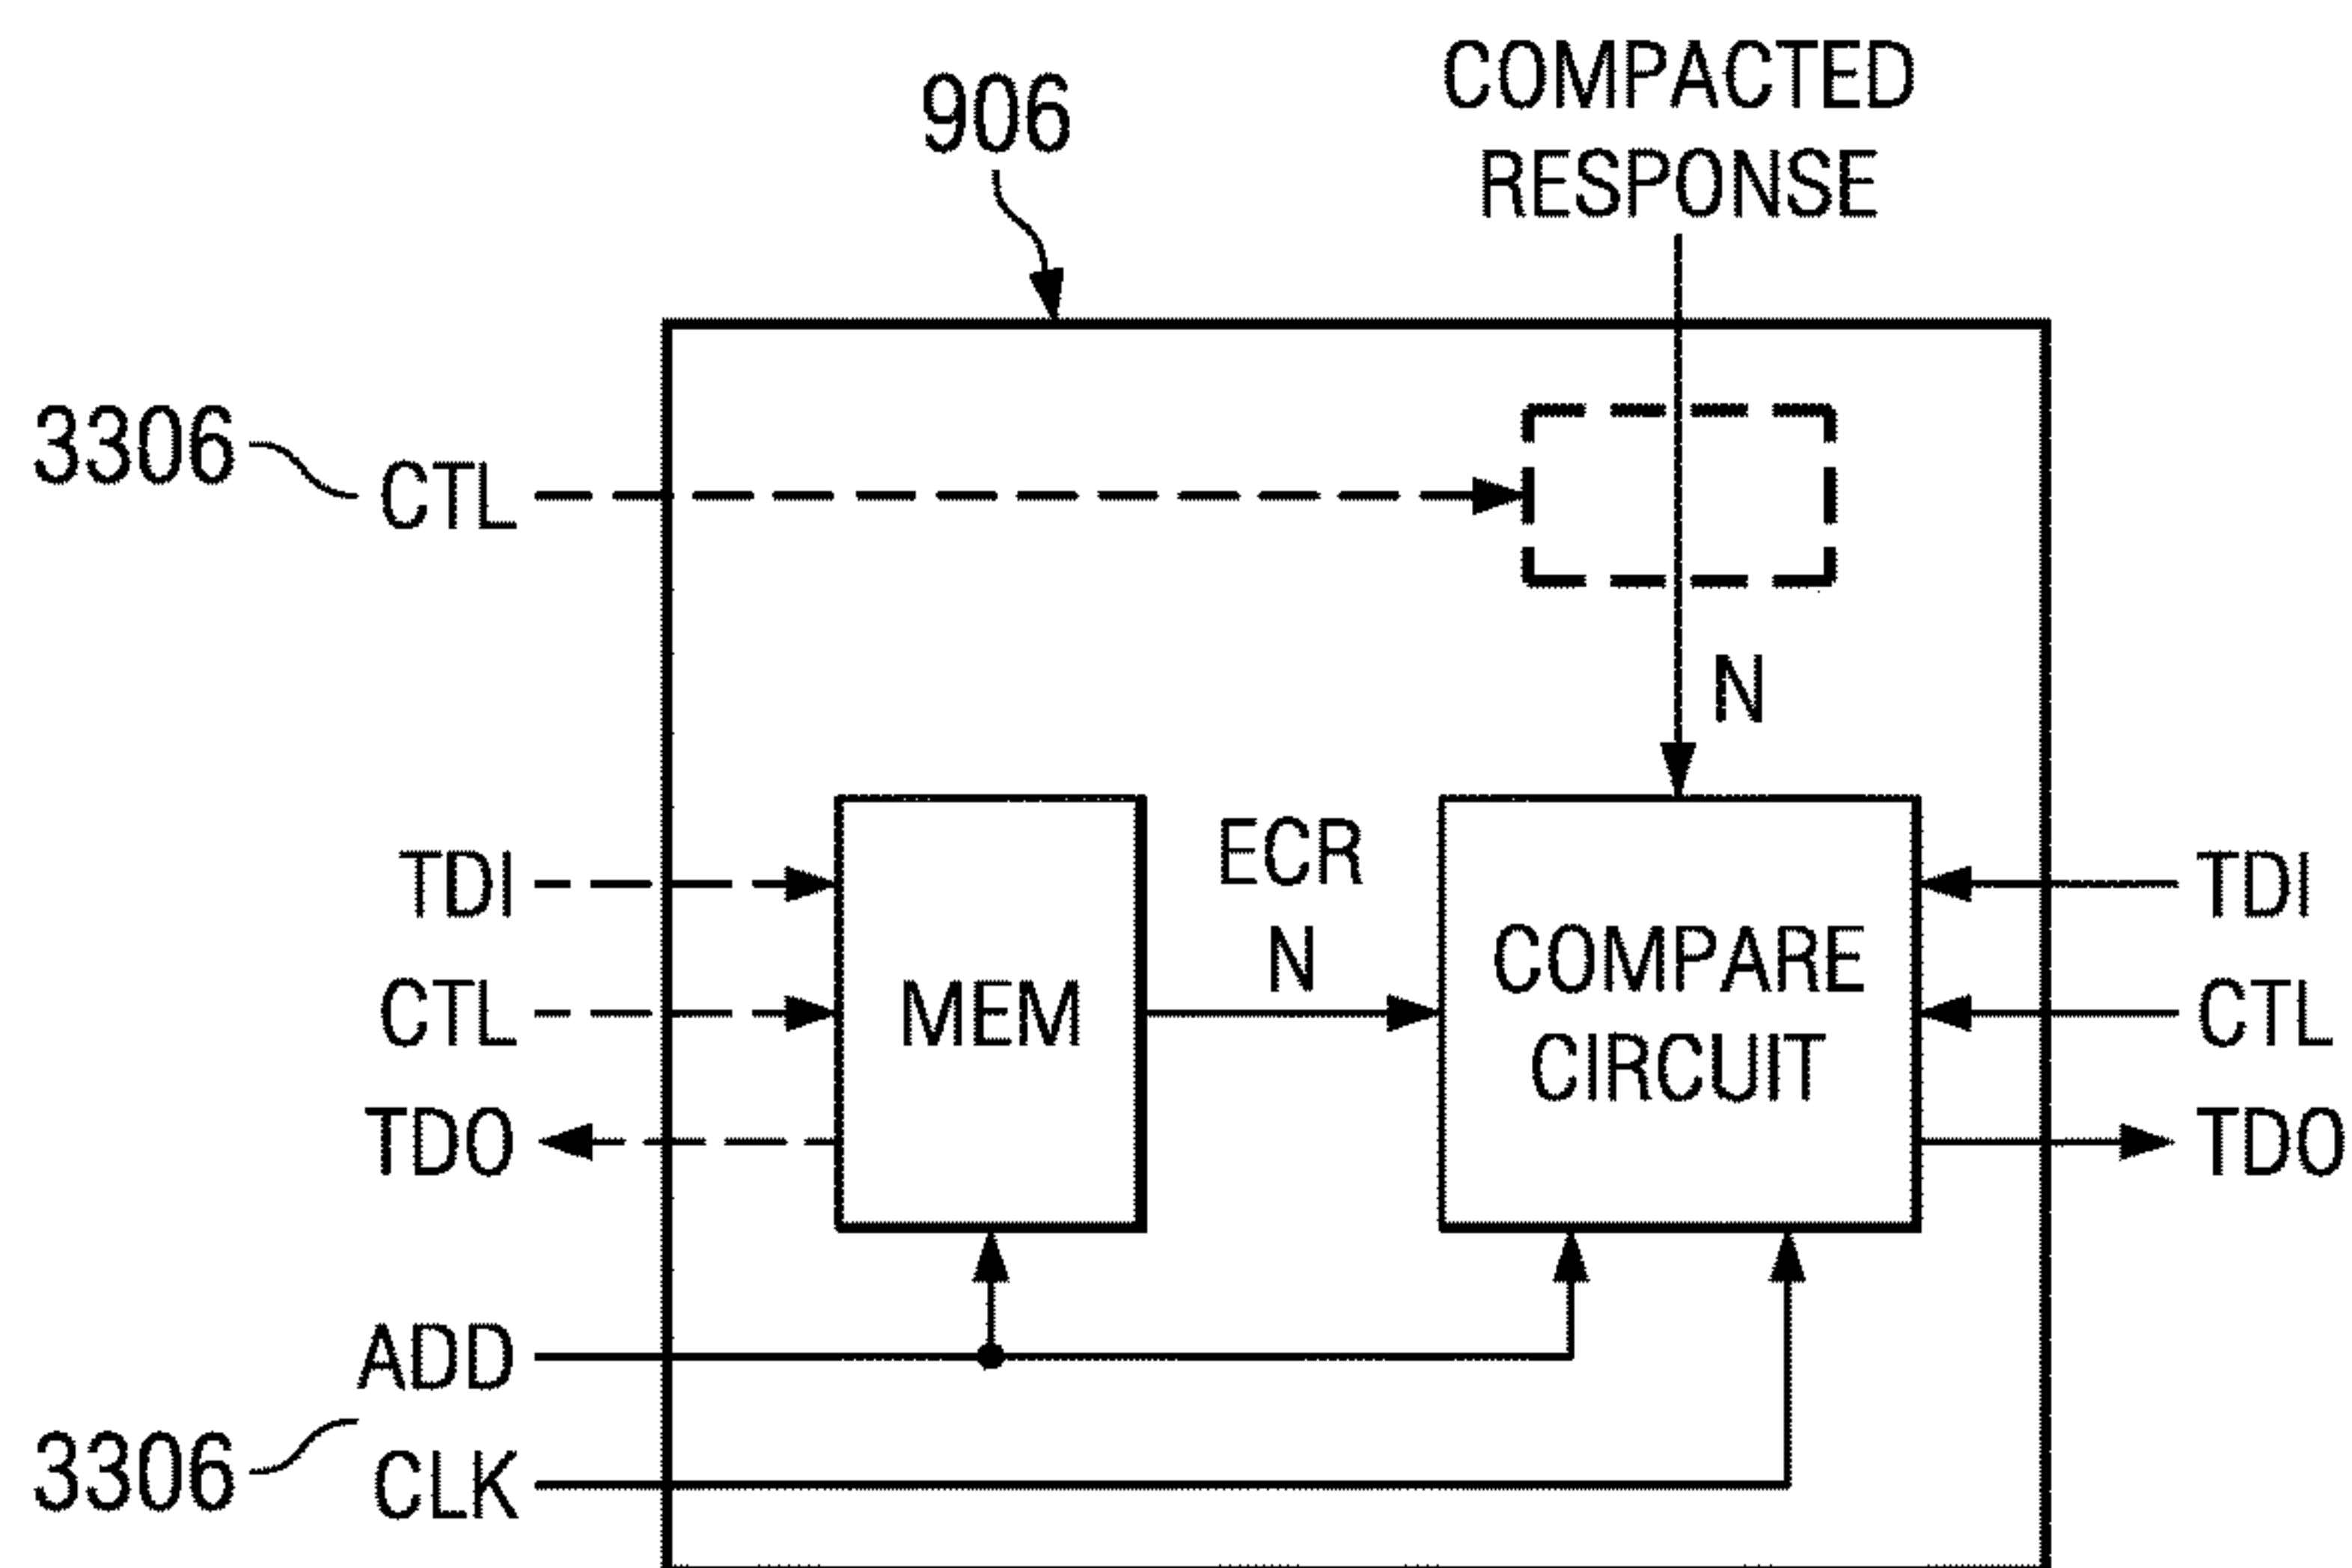 COMPACTED
RESPONSE
906
3306
CTL
N
TDI
CTL
TDO
MEM
ECR
N
COMPARE
CIRCUIT
TDI
CTL
TDO
ADD
3306
CLK